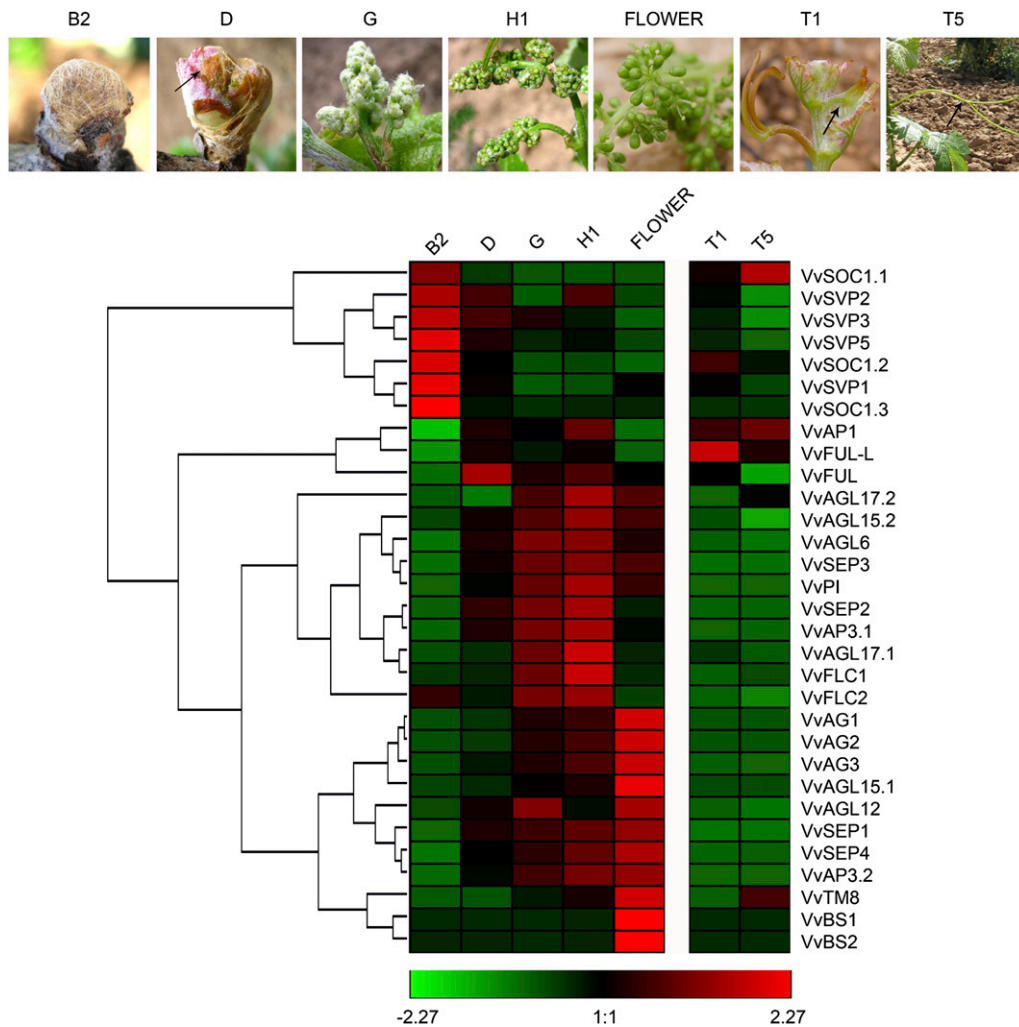 B2 D G H1 FLOWER T1 T5
B2 D G H1 FLOWER T1 T5
VvSOC1.1
VvSVP2
VvSVP3
VvSVP5
VvSOC1.2
VvSVP1
VvSOC1.3
VvAP1
VvFUL-L
VvFUL
VvAGL17.2
VvAGL15.2
VvAGL6
VvSEP3
VvPI
VvSEP2
VvAP3.1
VvAGL17.1
VvFLC1
VvFLC2
VvAG1
VvAG2
VvAG3
VvAGL15.1
VvAGL12
VvSEP1
VvSEP4
VvAP3.2
VvTM8
VvBS1
VvBS2
-2.27 1:1 2.27